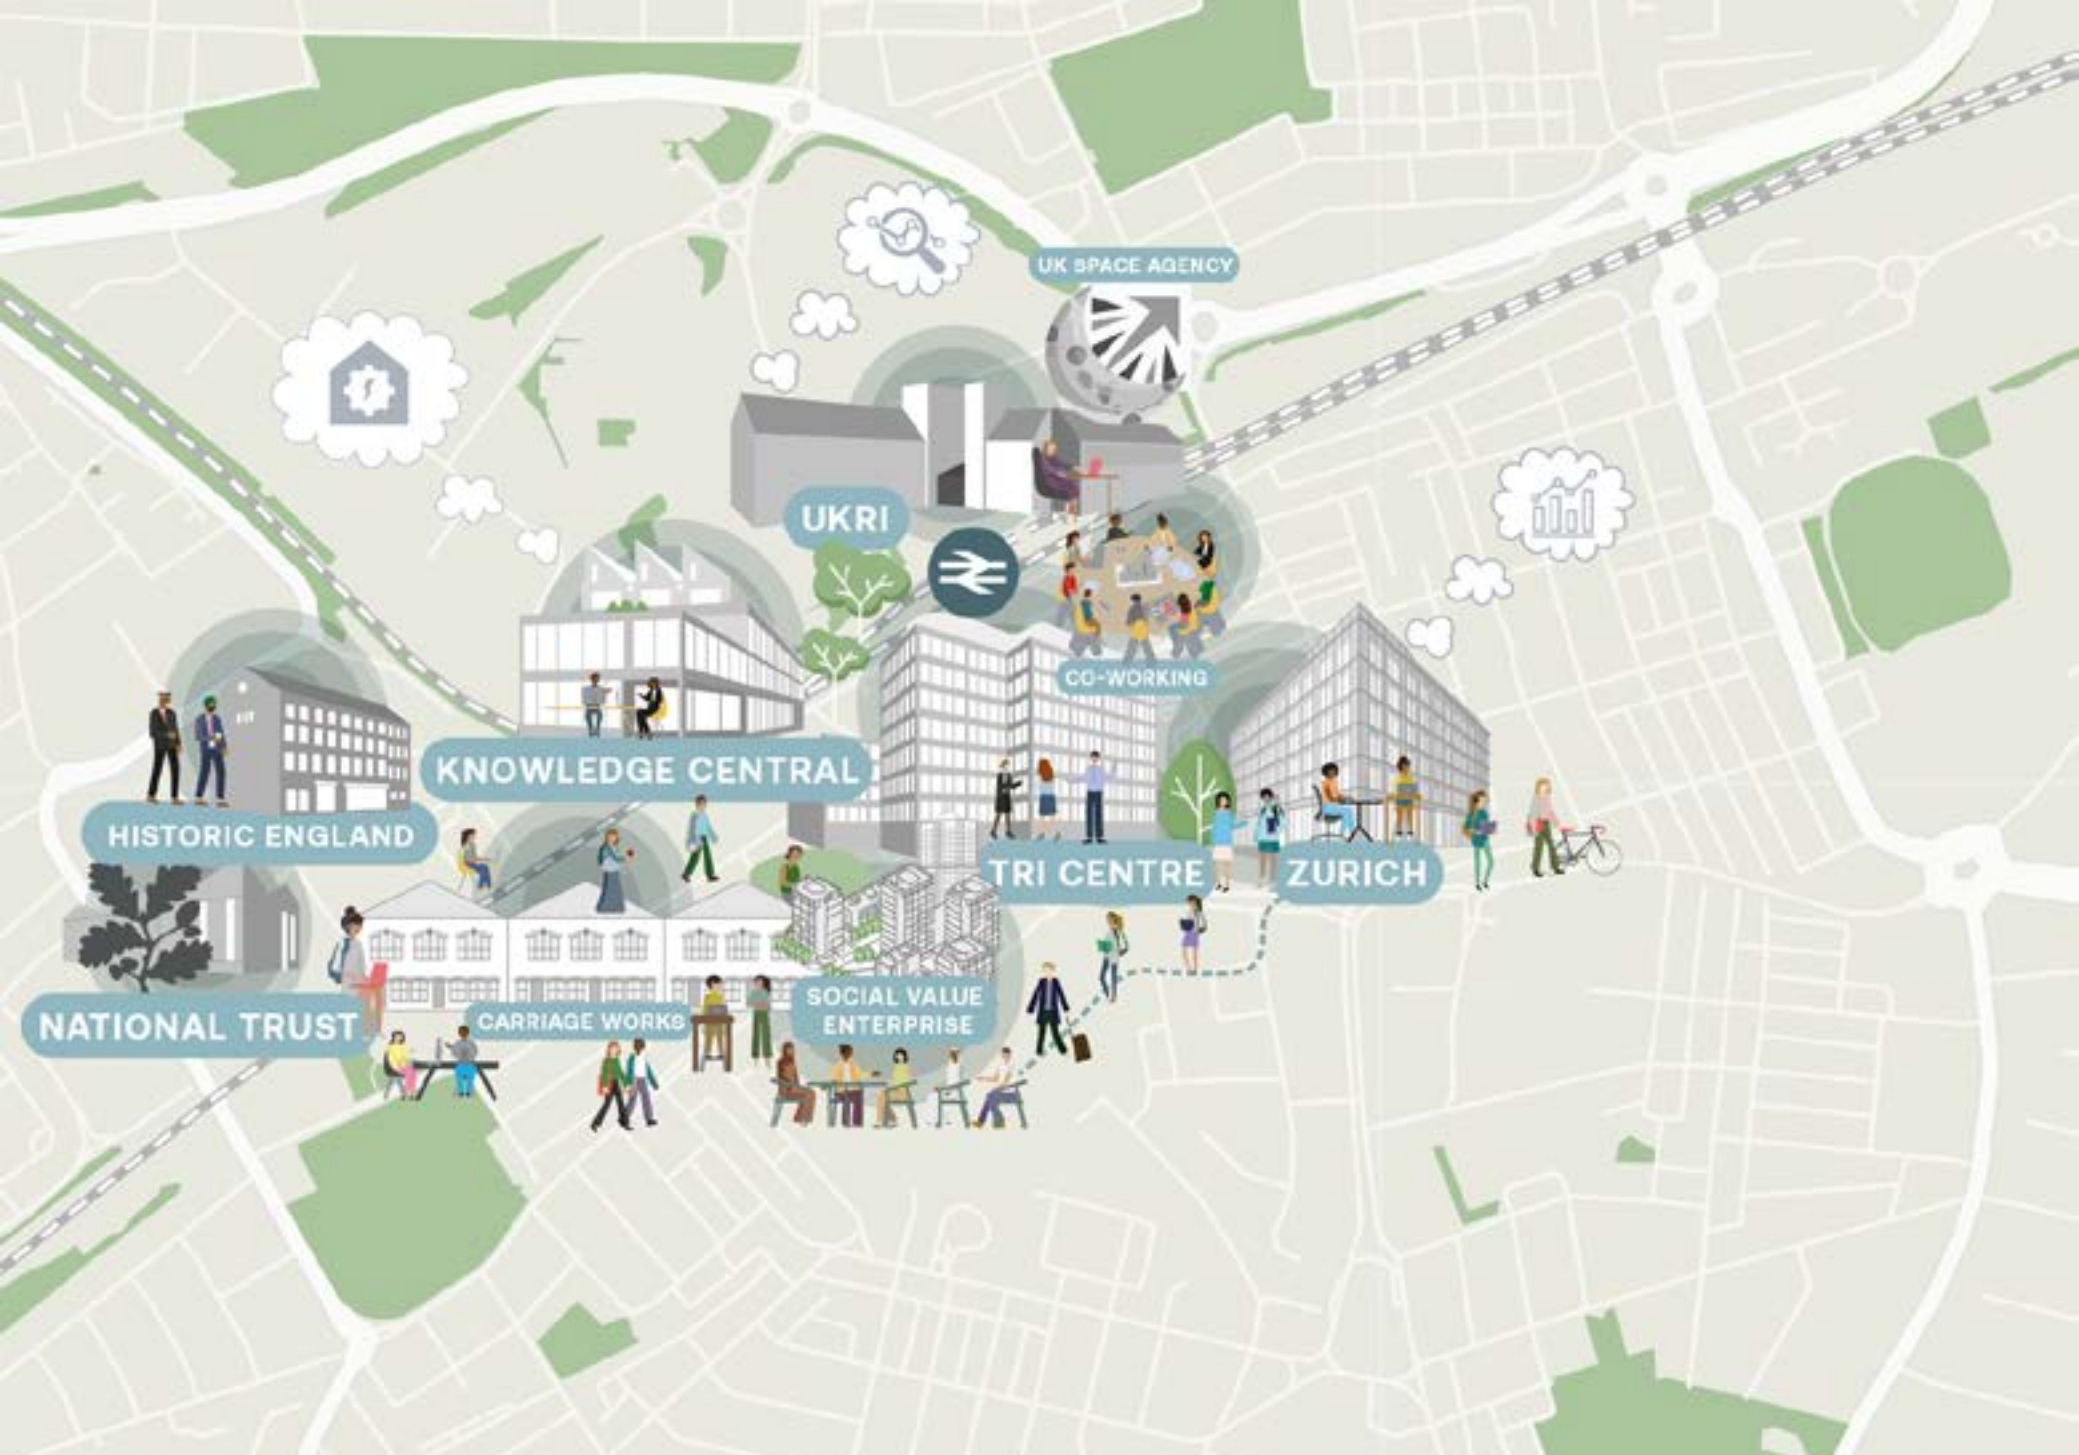 UK SPACE AGENCY
UKRI
CO-WORKING
KNOWLEDGE CENTRAL
HISTORIC ENGLAND
TRI CENTRE
ZURICH
NATIONAL TRUST
CARRIAGE WORKS
SOCIAL VALUE
ENTERPRISE